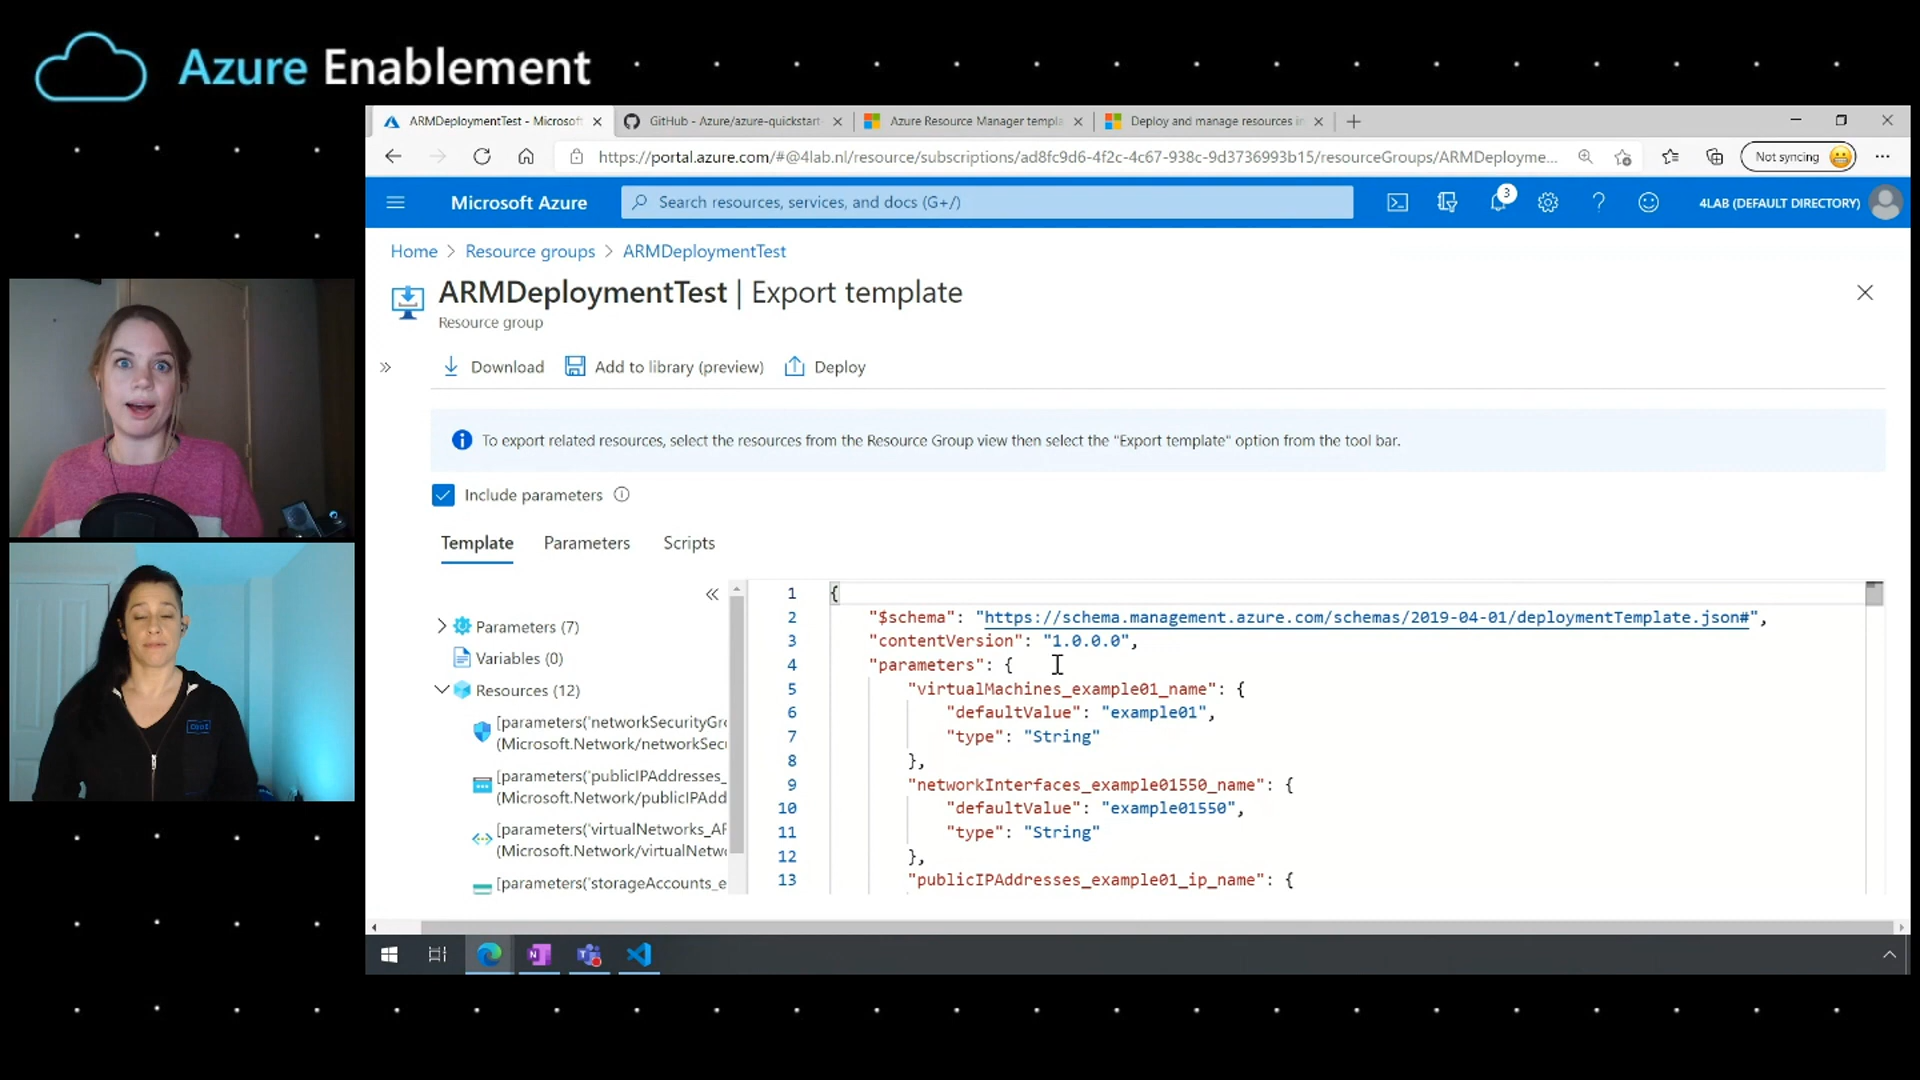 Azure Enablement
ARMDeploymentTest - Microsoft
GitHub - Azure/azure-quickstart-
Azure Resource Manager templa
Deploy and manage resources in
https://portal.azure.com/#@4lab.nl/resource/subscriptions/ad8fc9d6-4f2c-4c67-938c-9d3736993b15/resourceGroups/ARMDeployme...
Not syncing
Microsoft Azure
Search resources, services, and docs (G+/)
3
4LAB (DEFAULT DIRECTORY)
Home > Resource groups > ARMDeploymentTest
ARMDeploymentTest | Export template
Resource group
Download
Add to library (preview)
Deploy
To export related resources, select the resources from the Resource Group view then select the "Export template" option from the tool bar.
Include parameters
Template
Parameters
Scripts
Parameters (7)
Variables (0)
Resources (12)
[parameters('networkSecurityGr
(Microsoft.Network/networkSec
[parameters('publicIPAddresses_
(Microsoft.Network/publicIPAdd
[parameters('virtualNetworks_AF
(Microsoft.Network/virtualNetw
[parameters('storageAccounts_e
1 {
2 "$schema": "https://schema.management.azure.com/schemas/2019-04-01/deploymentTemplate.json#",
3 "contentVersion": "1.0.0.0",
4 "parameters": {
5 "virtualMachines_example01_name": {
6 "defaultValue": "example01",
7 "type": "String"
8 },
9 "networkInterfaces_example01550_name": {
10 "defaultValue": "example01550",
11 "type": "String"
12 },
13 "publicIPAddresses_example01_ip_name": {